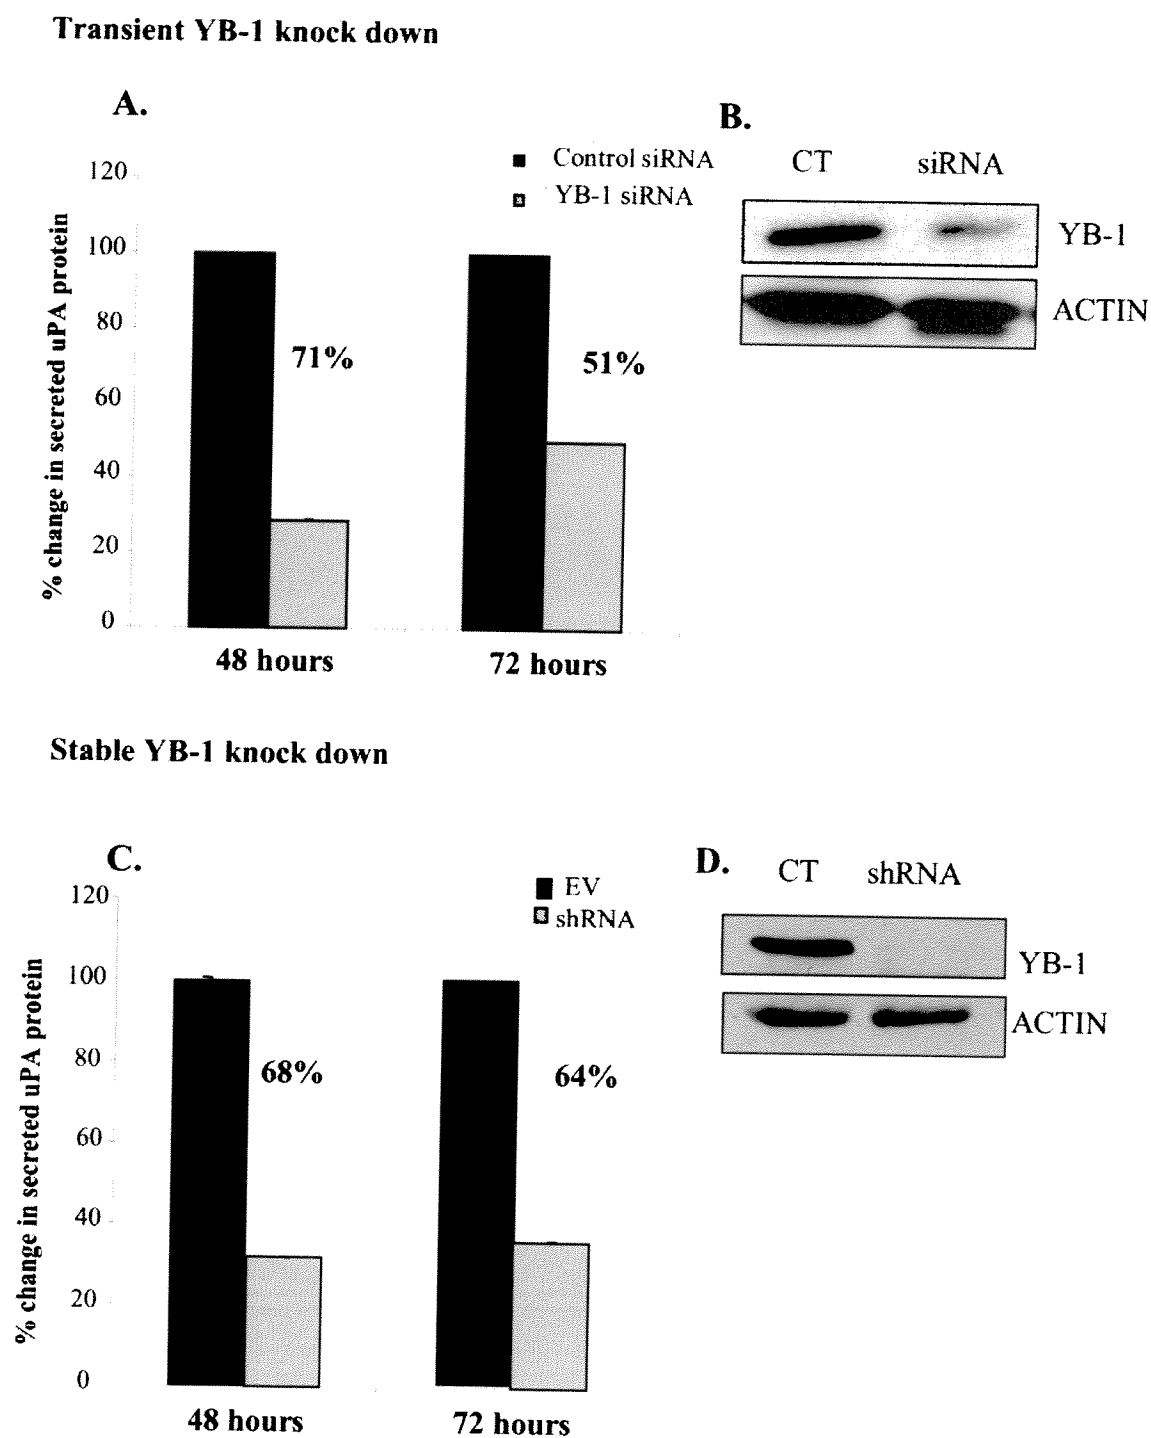 Transient YB-1 knock down
A.
Control siRNA
YB-1 siRNA
% change in secreted uPA protein
120
100
80
60
40
20
0
71%
51%
48 hours
72 hours
B.
CT siRNA
YB-1
ACTIN
Stable YB-1 knock down
C.
EV
shRNA
% change in secreted uPA protein
120
100
80
60
40
20
0
68%
64%
48 hours
72 hours
D.
CT shRNA
YB-1
ACTIN